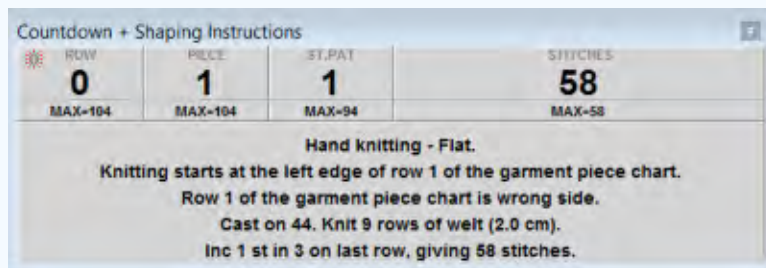 Countdown + Shaping Instructions
ROW PIECE ST.PAT STITCHES
0 1 1 58
MAX=104 MAX=104 MAX=94 MAX=58
Hand knitting - Flat.
Knitting starts at the left edge of row 1 of the garment piece chart.
Row 1 of the garment piece chart is wrong side.
Cast on 44. Knit 9 rows of welt (2.0 cm).
Inc 1 st in 3 on last row, giving 58 stitches.